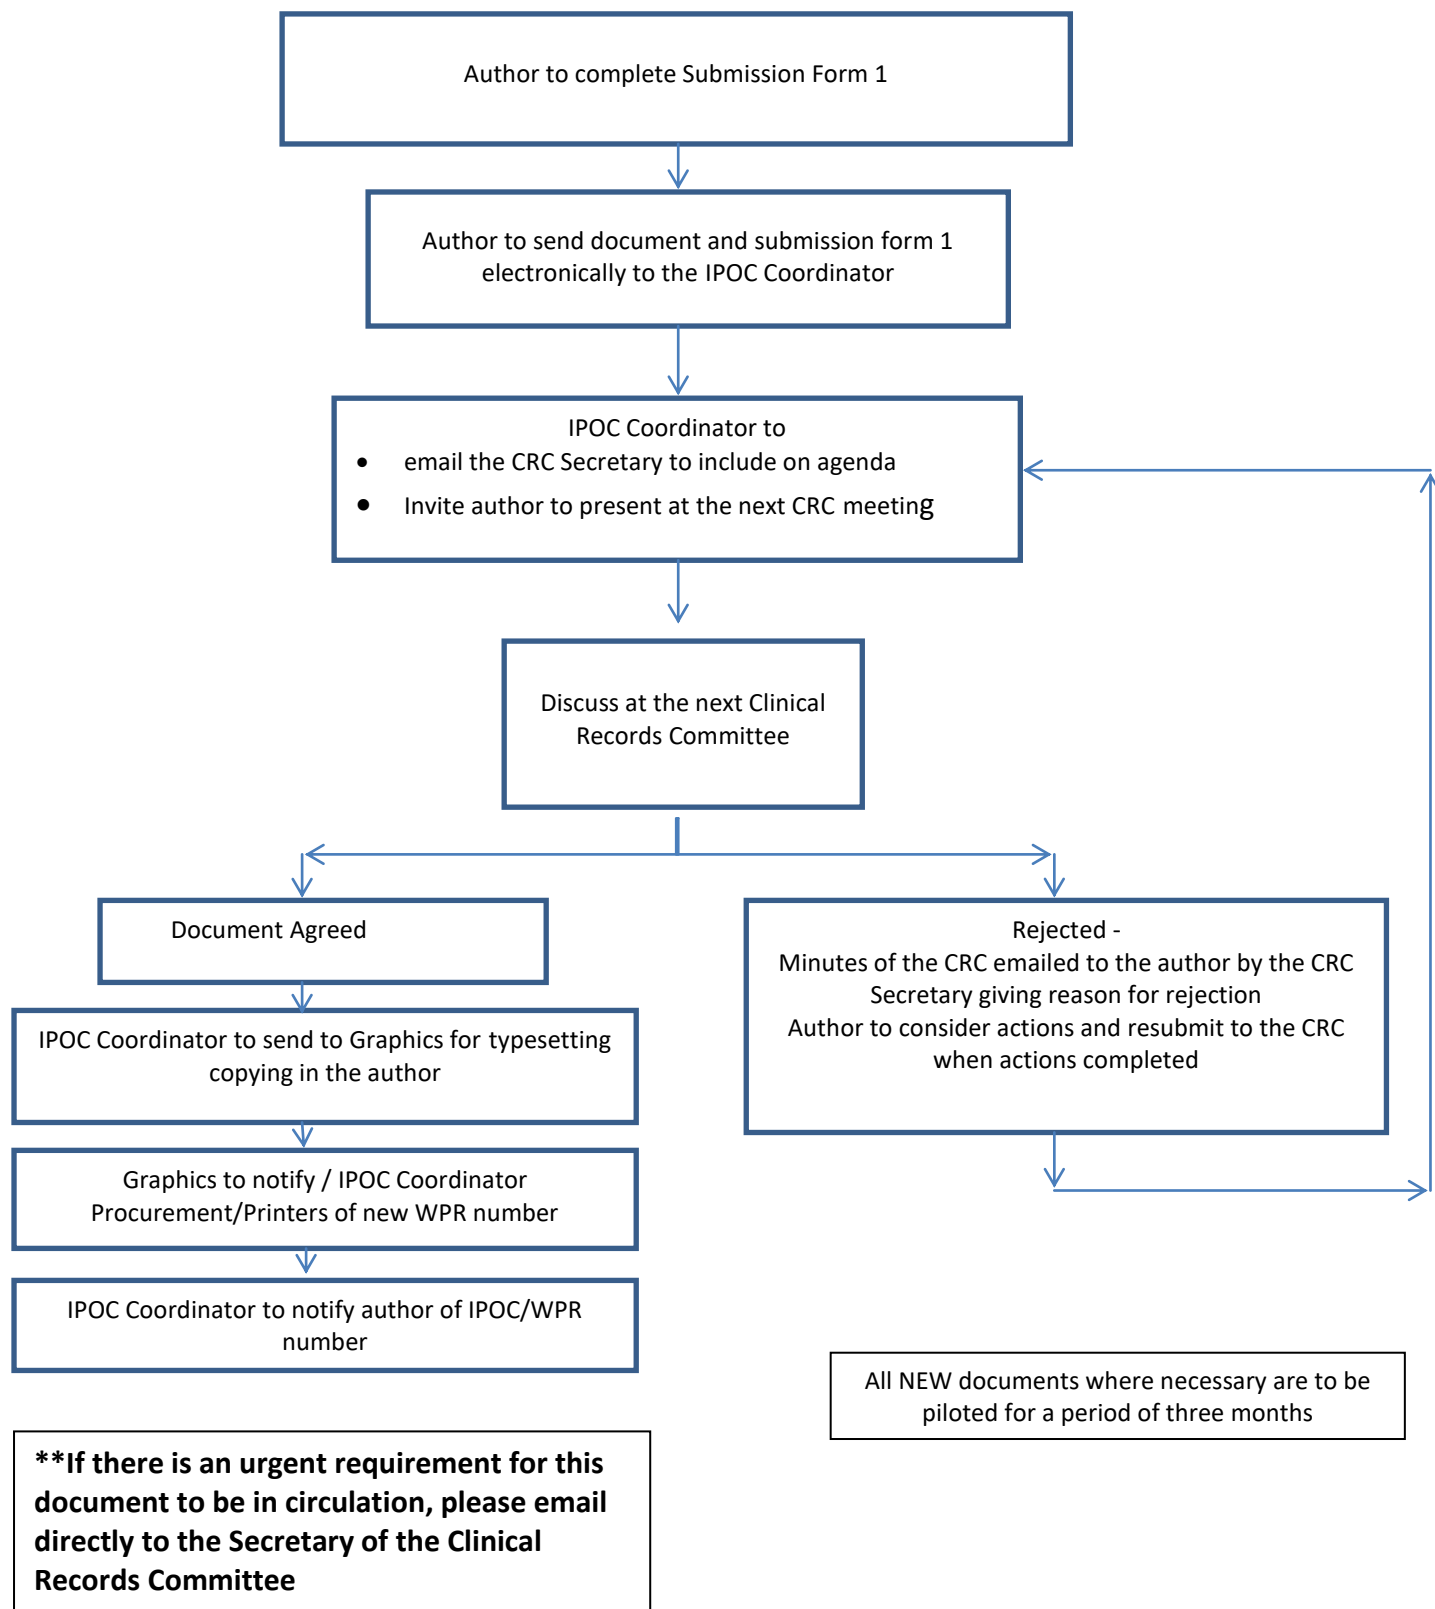 Author to complete Submission Form 1
Author to send document and submission form 1
electronically to the IPOC Coordinator
IPOC Coordinator to
• email the CRC Secretary to include on agenda
• Invite author to present at the next CRC meeting
Discuss at the next Clinical
Records Committee
Document Agreed
IPOC Coordinator to send to Graphics for typesetting
copying in the author
Graphics to notify / IPOC Coordinator
Procurement/Printers of new WPR number
IPOC Coordinator to notify author of IPOC/WPR
number
Rejected -
Minutes of the CRC emailed to the author by the CRC
Secretary giving reason for rejection
Author to consider actions and resubmit to the CRC
when actions completed
All NEW documents where necessary are to be
piloted for a period of three months
**If there is an urgent requirement for this
document to be in circulation, please email
directly to the Secretary of the Clinical
Records Committee